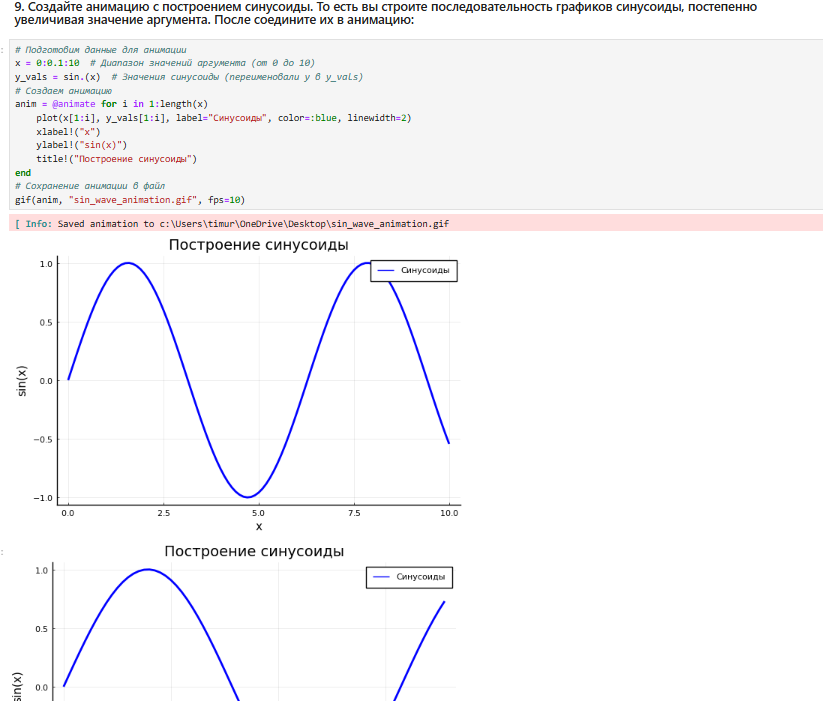 9. Создайте анимацию с построением синусоиды. То есть вы строите последовательность графиков синусоиды, постепенно
увеличивая значение аргумента. После соедините их в анимацию:
:
# Подготовим данные для анимации
x = 0:0.1:10  # Диапазон значений аргумента (от 0 до 10)
y_vals = sin.(x)  # Значения синусоиды (переименовали y в y_vals)
# Создаем анимацию
anim = @animate for i in 1:length(x)
    plot(x[1:i], y_vals[1:i], label="Синусоиды", color=:blue, linewidth=2)
    xlabel!("x")
    ylabel!("sin(x)")
    title!("Построение синусоиды")
end
# Сохранение анимации в файл
gif(anim, "sin_wave_animation.gif", fps=10)
[ Info: Saved animation to c:\Users\timur\OneDrive\Desktop\sin_wave_animation.gif
Построение синусоиды
Синусоиды
1.0
0.5
0.0
−0.5
−1.0
sin(x)
0.0 2.5 5.0 7.5 10.0
x
:
Построение синусоиды
Синусоиды
1.0
0.5
0.0
sin(x)